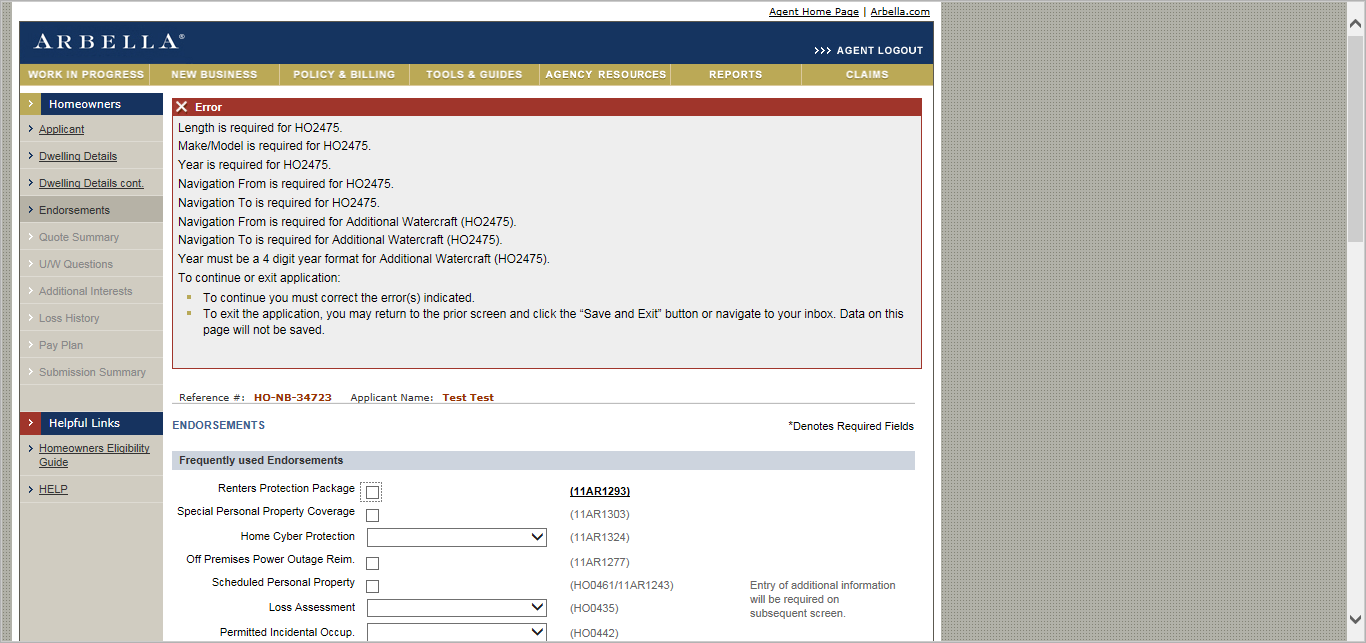 Agent Home Page | Arbella.com
ARBELLA®
>>> AGENT LOGOUT
WORK IN PROGRESS NEW BUSINESS POLICY & BILLING TOOLS & GUIDES AGENCY RESOURCES REPORTS CLAIMS
Homeowners
Applicant
Dwelling Details
Dwelling Details cont.
Endorsements
Quote Summary
U/W Questions
Additional Interests
Loss History
Pay Plan
Submission Summary
Helpful Links
Homeowners Eligibility
Guide
HELP
Error
Length is required for HO2475.
Make/Model is required for HO2475.
Year is required for HO2475.
Navigation From is required for HO2475.
Navigation To is required for HO2475.
Navigation From is required for Additional Watercraft (HO2475).
Navigation To is required for Additional Watercraft (HO2475).
Year must be a 4 digit year format for Additional Watercraft (HO2475).
To continue or exit application:
To continue you must correct the error(s) indicated.
To exit the application, you may return to the prior screen and click the “Save and Exit” button or navigate to your inbox. Data on this
page will not be saved.
Reference #: HO-NB-34723 Applicant Name: Test Test
ENDORSEMENTS
*Denotes Required Fields
Frequently used Endorsements
Renters Protection Package (11AR1293)
Special Personal Property Coverage (11AR1303)
Home Cyber Protection (11AR1324)
Off Premises Power Outage Reim. (11AR1277)
Scheduled Personal Property (HO0461/11AR1243) Entry of additional information
will be required on
subsequent screen.
Loss Assessment (HO0435)
Permitted Incidental Occup. (HO0442)